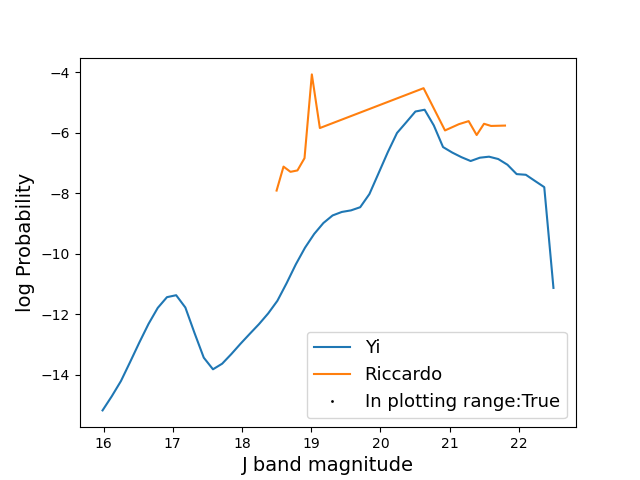 −4
−6
−8
−10
−12
−14
log Probability
16 17 18 19 20 21 22
J band magnitude
Yi
Riccardo
In plotting range:True